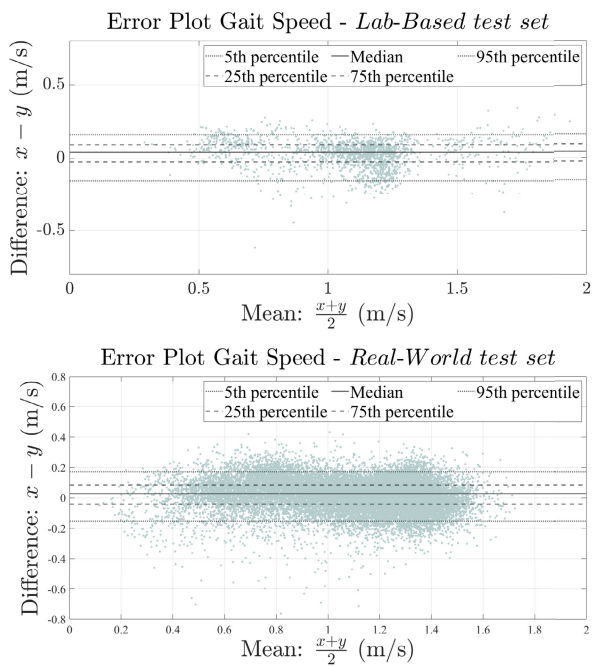 Error Plot Gait Speed - Lab-Based test set
5th percentile Median 95th percentile
25th percentile 75th percentile
Difference: x − y (m/s)
0.5
0
-0.5
0 0.5 1 1.5 2
Mean: x+y/2 (m/s)
Error Plot Gait Speed - Real-World test set
5th percentile Median 95th percentile
25th percentile 75th percentile
Difference: x − y (m/s)
0.8
0.6
0.4
0.2
0
-0.2
-0.4
-0.6
-0.8
0 0.2 0.4 0.6 0.8 1 1.2 1.4 1.6 1.8 2
Mean: x+y/2 (m/s)